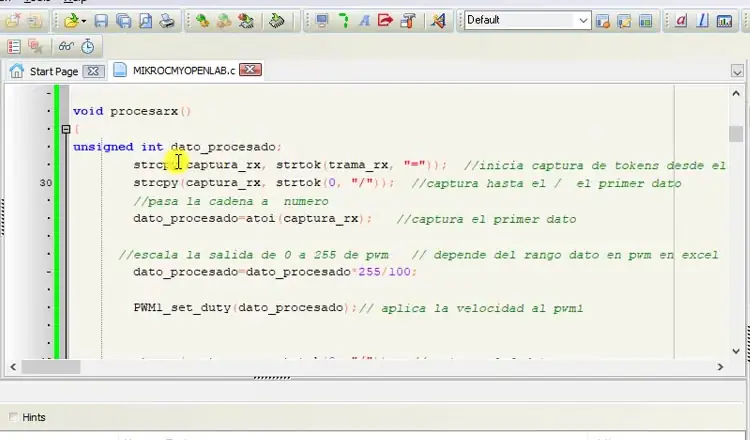 Default
Start Page
MIKROCMYOPENLAB.c
void procesarx()
{
unsigned int dato_procesado;
strcpy(captura_rx, strtok(trama_rx, "=")); //inicia captura de tokens desde el
30 strcpy(captura_rx, strtok(0, "/")); //captura hasta el / el primer dato
//pasa la cadena a numero
dato_procesado=atoi(captura_rx); //captura el primer dato
//escala la salida de 0 a 255 de pwm // depende del rango dato en pwm en excel
dato_procesado=dato_procesado*255/100;
PWM1_set_duty(dato_procesado);// aplica la velocidad al pwm1
Hints